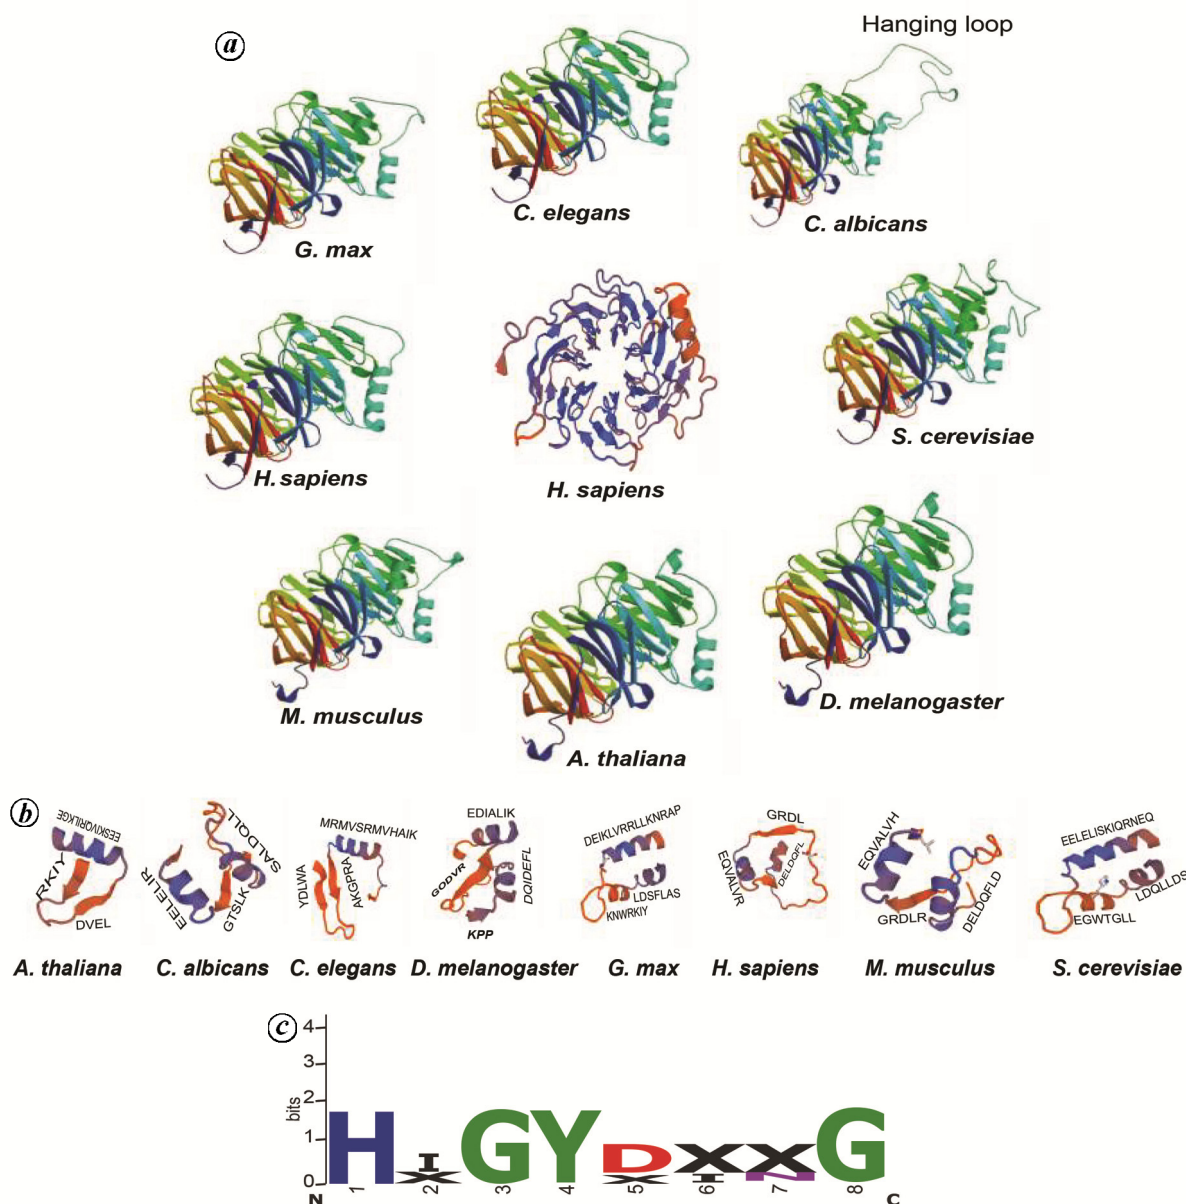 a
Hanging loop
G. max
C. elegans
C. albicans
H. sapiens
H. sapiens
S. cerevisiae
M. musculus
A. thaliana
D. melanogaster
b
EESKIVQRILKGE
RKIY
DVEL
A. thaliana
SALDQLL
EELELIR
GTSLK
C. albicans
MRMVSRMVHAIK
YDLWA
AKGPRA
C. elegans
EDIALIK
GODVR
DQIDEFL
KPP
D. melanogaster
DEIKLVRRLLKNRAP
LDSFLAS
KNWRKIY
G. max
GRDL
EQVALVR
DELDQFL
H. sapiens
EQVALVH
GRDLR
DELDQFLD
M. musculus
EELELISKIQRNEQ
LDQLLDS
EGWTGLL
S. cerevisiae
c
bits
4
3
2
1
0
H I X G Y D X X I X N G
1 2 3 4 5 6 7 8
N C